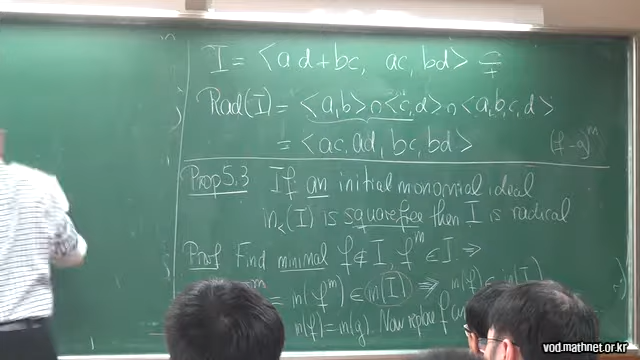 I = <ad+bc, ac, bd> ⊊
Rad(I) = <a,b> ∩ <c,d> ∩ <a,b,c,d>
= <ac, ad, bc, bd>
(f-g)^m
Prop 5.3 If an initial monomial ideal
in_<(I) is squarefree then I is radical
Proof Find minimal f ∉ I, f^m ∈ I. ⇒
^m = in(f^m) ∈ in(I) ⇒ in(f) ∈ in(I)
in(f) = in(g). Now replace f
vod.mathnet.or.kr